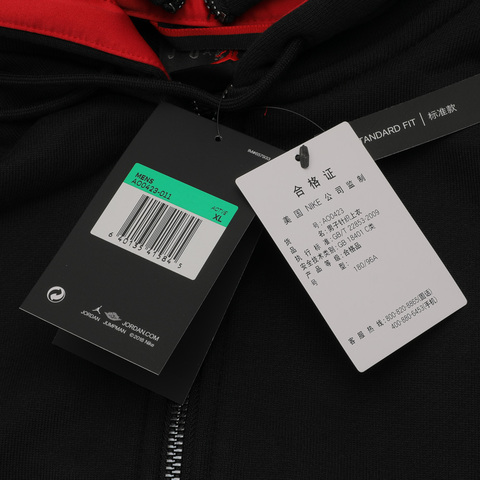 STANDARD FIT | 标准款
MENS
AO0423-011
XL
JORDAN
JUMPMAN
JORDAN.COM
©2018 Nike
合格证
美国 NIKE 公司监制
货号: AO0423
名: 男子针织上衣
执行标准: GB/T 22853-2009
安全技术类别: GB 18401 C类
产品等级: 合格品
型: 180/96A
客服热线: 800-820-8865(固话)
400-880-6453(手机)